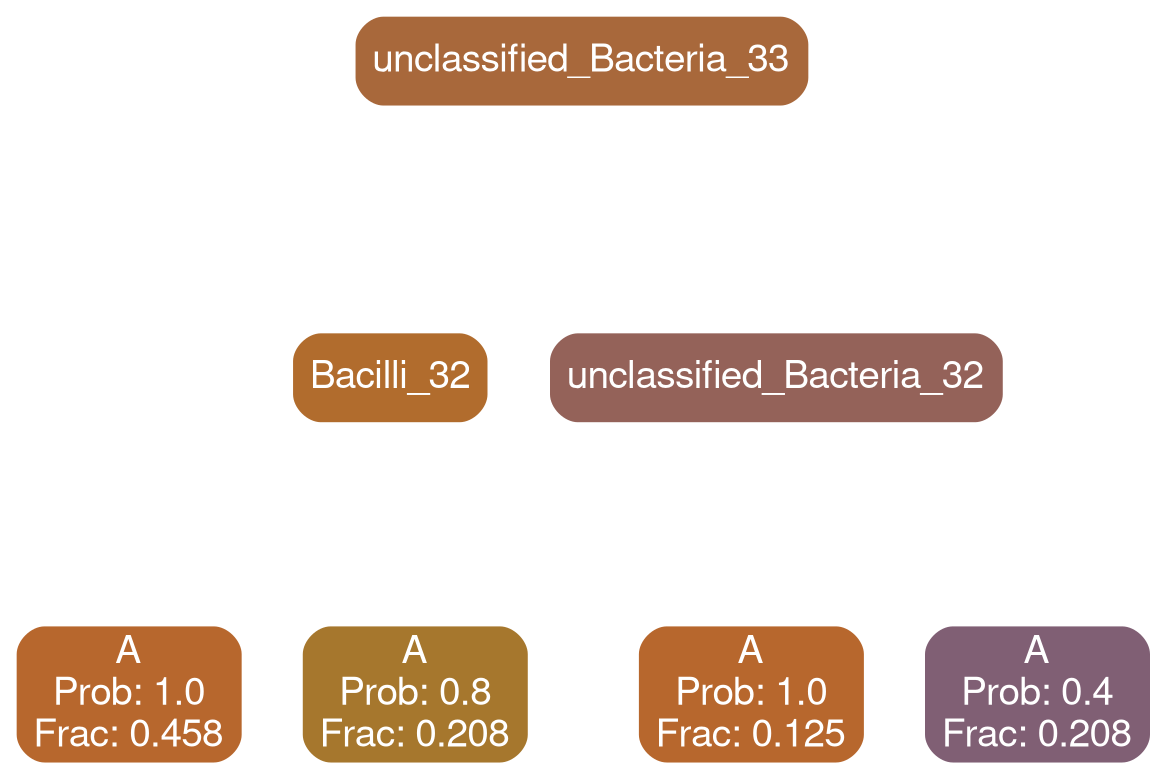 unclassified_Bacteria_33
Bacilli_32
unclassified_Bacteria_32
A
Prob: 1.0
Frac: 0.458
A
Prob: 0.8
Frac: 0.208
A
Prob: 1.0
Frac: 0.125
A
Prob: 0.4
Frac: 0.208